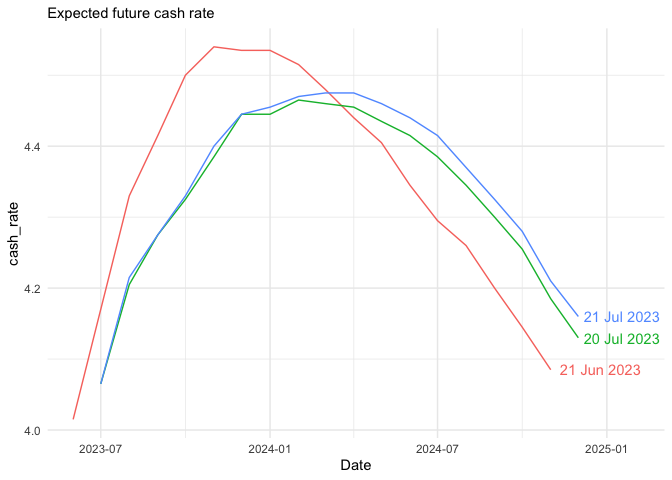 Expected future cash rate
cash_rate
4.4
4.2
4.0
21 Jul 2023
20 Jul 2023
21 Jun 2023
2023-07
2024-01
2024-07
2025-01
Date